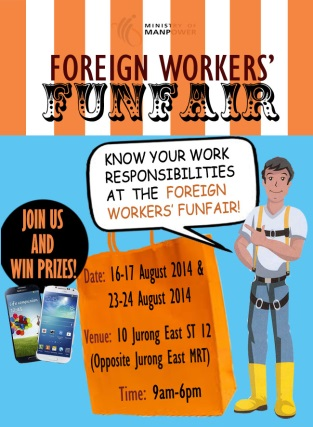 MINISTRY OF
MANPOWER
FOREIGN WORKERS'
FUNFAIR
KNOW YOUR WORK
RESPONSIBILITIES
AT THE FOREIGN
WORKERS' FUNFAIR!
JOIN US
AND
WIN PRIZES!
Date: 16-17 August 2014 &
23-24 August 2014
Venue: 10 Jurong East ST 12
(Opposite Jurong East MRT)
Time: 9am-6pm